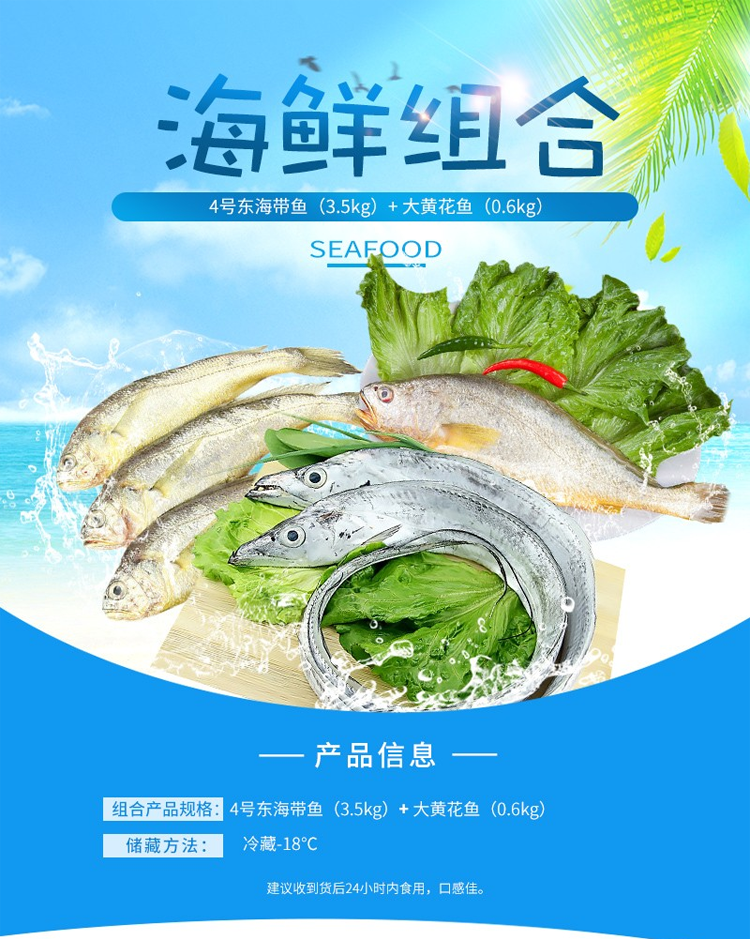 海鲜组合
4号东海带鱼（3.5kg）+ 大黄花鱼（0.6kg）
SEAFOOD
产品信息
组合产品规格：4号东海带鱼（3.5kg）+ 大黄花鱼（0.6kg）
储藏方法： 冷藏-18℃
建议收到货后24小时内食用，口感佳。